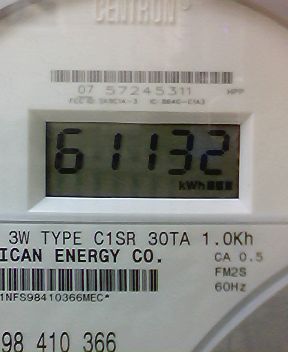 CENTRON®
07 57245311
61132
kWh
3W TYPE C1SR 30TA 1.0Kh
ICAN ENERGY CO. CA 0.5
FM2S
60Hz
1NFS98410366MEC*
98 410 366